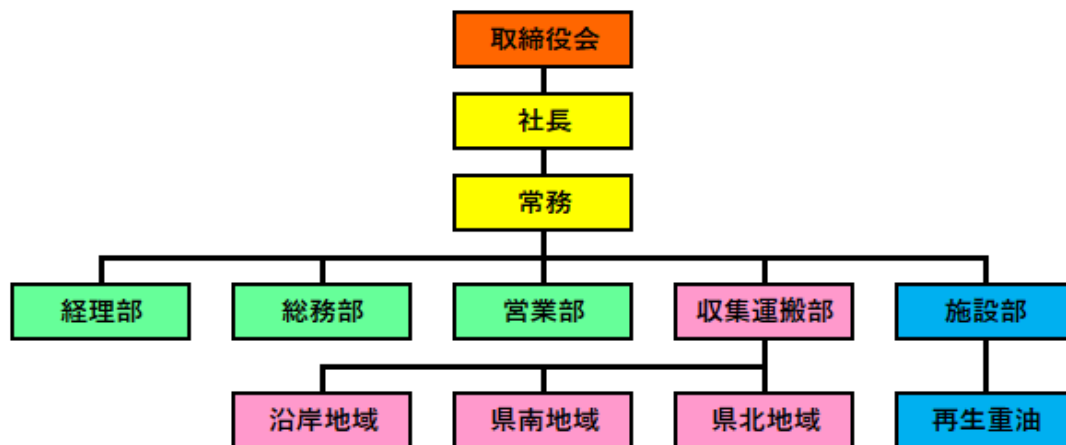 取締役会
社長
常務
経理部
総務部
営業部
収集運搬部
施設部
沿岸地域
県南地域
県北地域
再生重油